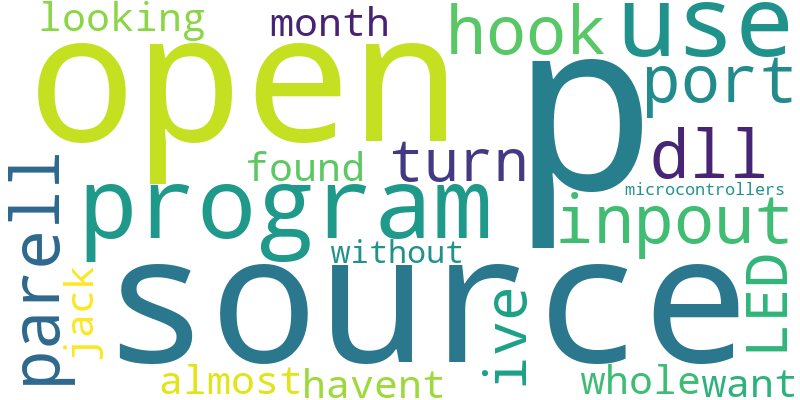 looking
month
hook
use
open
p
port
parell
found
turn
dll
program
microcontrollers
inpout
without
source
jack
ive
LED
almost
havent
whole
want